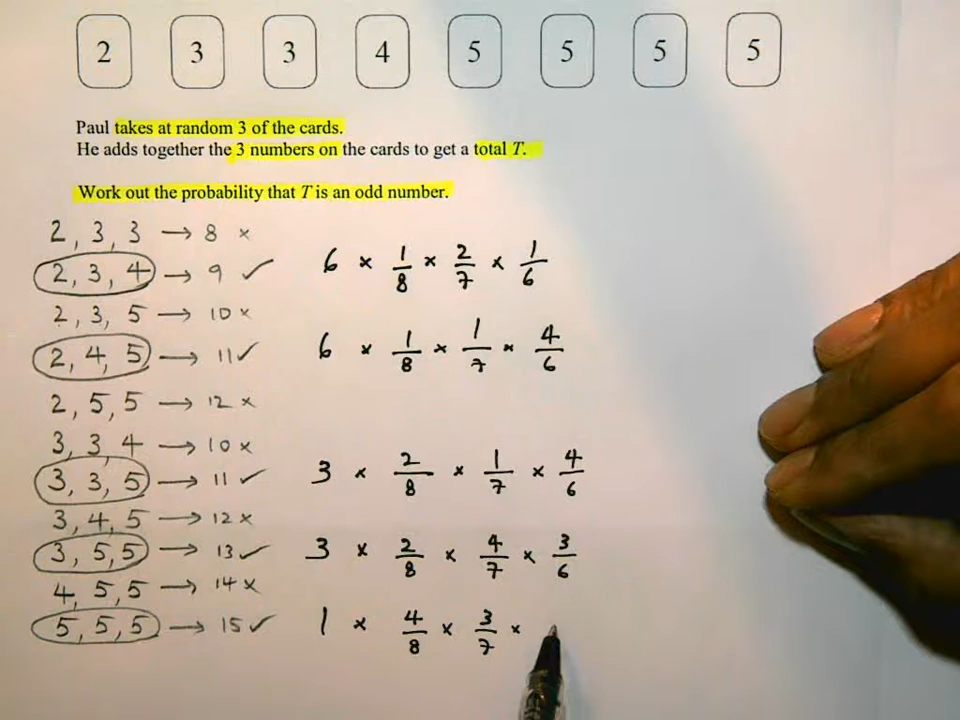 2 3 3 4 5 5 5 5
Paul takes at random 3 of the cards.
He adds together the 3 numbers on the cards to get a total T.
Work out the probability that T is an odd number.
2, 3, 3 → 8 ×
2, 3, 4 → 9 ✓ 6 × 1/8 × 2/7 × 1/6
2, 3, 5 → 10 ×
2, 4, 5 → 11 ✓ 6 × 1/8 × 1/7 × 4/6
2, 5, 5 → 12 ×
3, 3, 4 → 10 ×
3, 3, 5 → 11 ✓ 3 × 2/8 × 1/7 × 4/6
3, 4, 5 → 12 ×
3, 5, 5 → 13 ✓ 3 × 2/8 × 4/7 × 3/6
4, 5, 5 → 14 ×
5, 5, 5 → 15 ✓ 1 × 4/8 × 3/7 ×